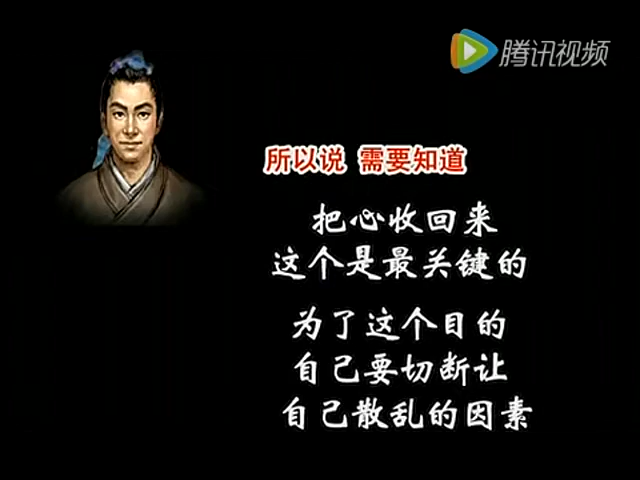 腾讯视频
所以说 需要知道
把心收回来
这个是最关键的
为了这个目的
自己要切断让
自己散乱的因素